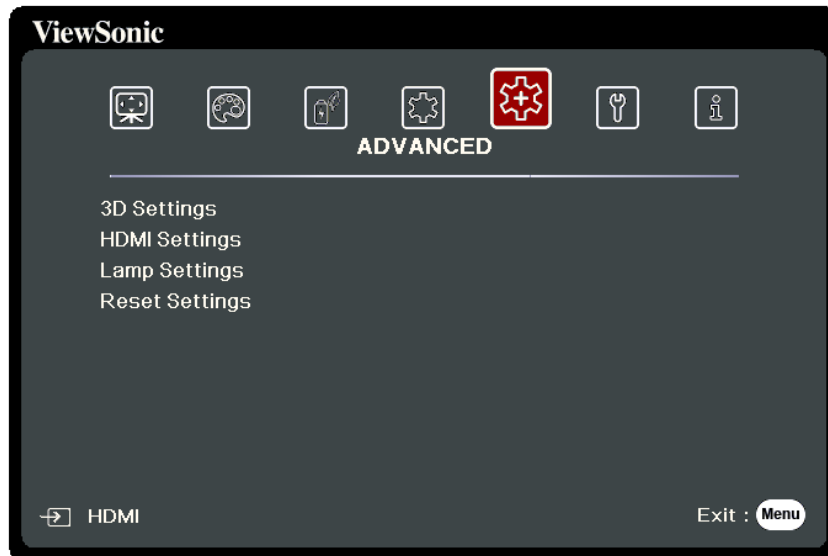 ViewSonic
ADVANCED
3D Settings
HDMI Settings
Lamp Settings
Reset Settings
HDMI
Exit : Menu